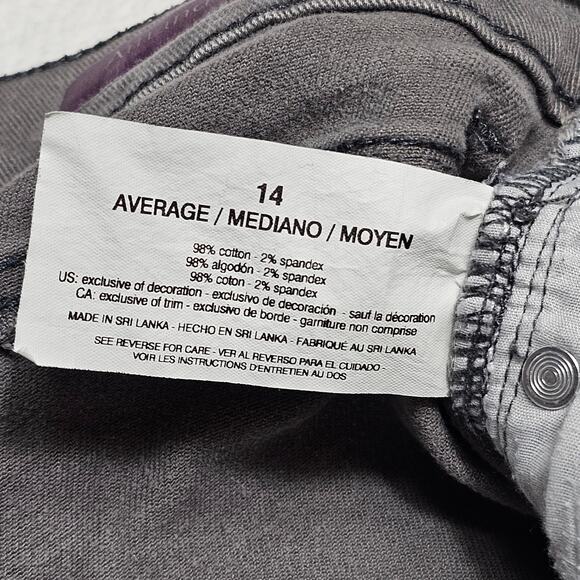 14
AVERAGE / MEDIANO / MOYEN
98% cotton - 2% spandex
98% algodón - 2% spandex
98% coton - 2% spandex
US: exclusive of decoration - exclusivo de decoración - sauf la décoration
CA: exclusive of trim - exclusivo de borde - garniture non comprise
MADE IN SRI LANKA - HECHO EN SRI LANKA - FABRIQUÉ AU SRI LANKA
SEE REVERSE FOR CARE - VER AL REVERSO PARA EL CUIDADO -
VOIR LES INSTRUCTIONS D'ENTRETIEN AU DOS